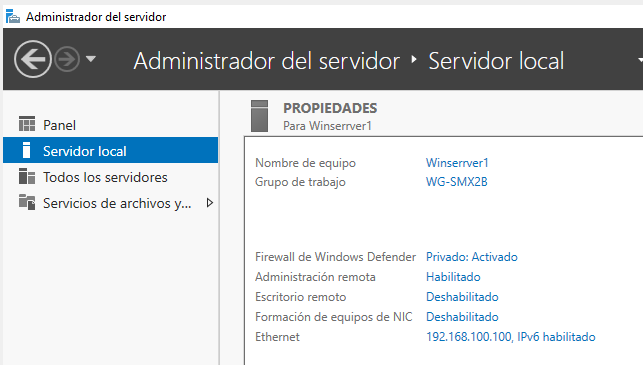 Administrador del servidor
Administrador del servidor ‣ Servidor local
Panel
Servidor local
Todos los servidores
Servicios de archivos y...
PROPIEDADES
Para Winserrver1
Nombre de equipo Winserrver1
Grupo de trabajo WG-SMX2B
Firewall de Windows Defender Privado: Activado
Administración remota Habilitado
Escritorio remoto Deshabilitado
Formación de equipos de NIC Deshabilitado
Ethernet 192.168.100.100, IPv6 habilitado